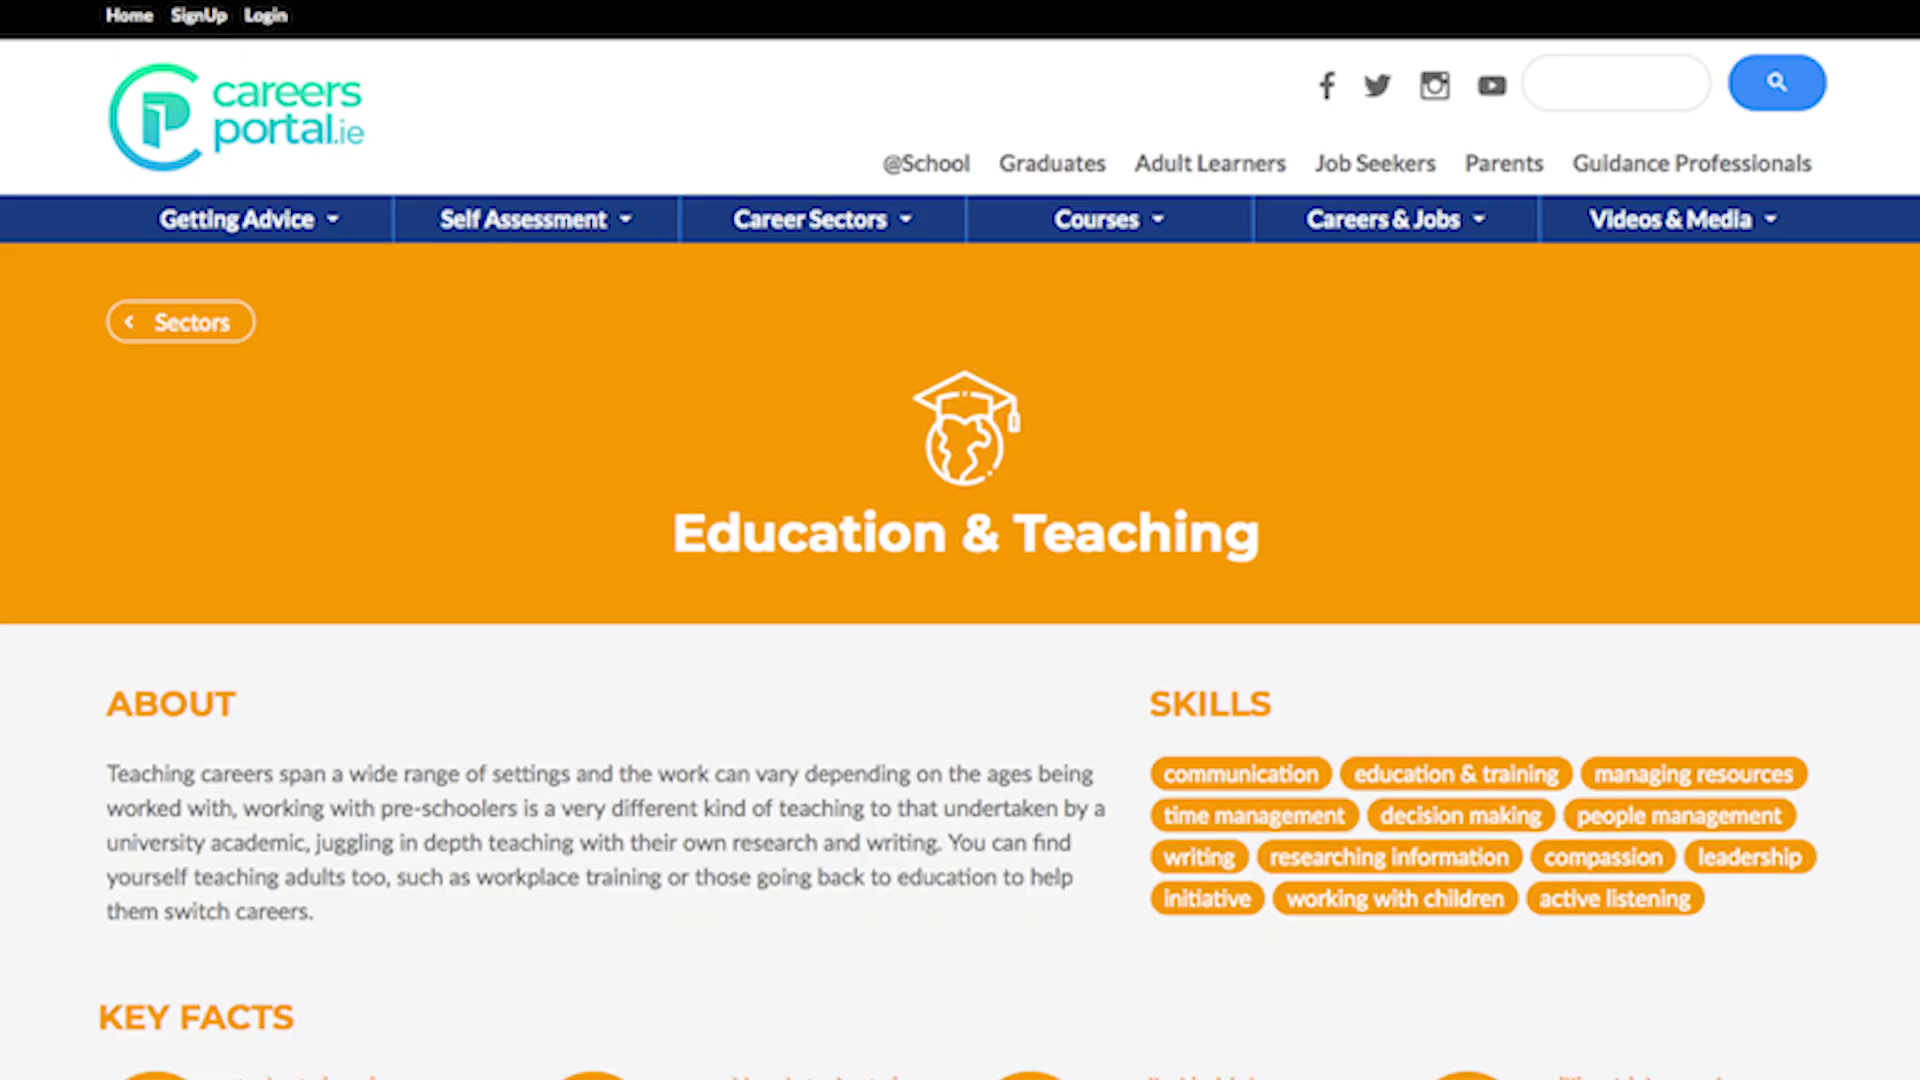 Home SignUp Login
careers
portal.ie
@School Graduates Adult Learners Job Seekers Parents Guidance Professionals
Getting Advice Self Assessment Career Sectors Courses Careers & Jobs Videos & Media
Sectors
Education & Teaching
ABOUT
Teaching careers span a wide range of settings and the work can vary depending on the ages being
worked with, working with pre-schoolers is a very different kind of teaching to that undertaken by a
university academic, juggling in depth teaching with their own research and writing. You can find
yourself teaching adults too, such as workplace training or those going back to education to help
them switch careers.
SKILLS
communication education & training managing resources
time management decision making people management
writing researching information compassion leadership
initiative working with children active listening
KEY FACTS